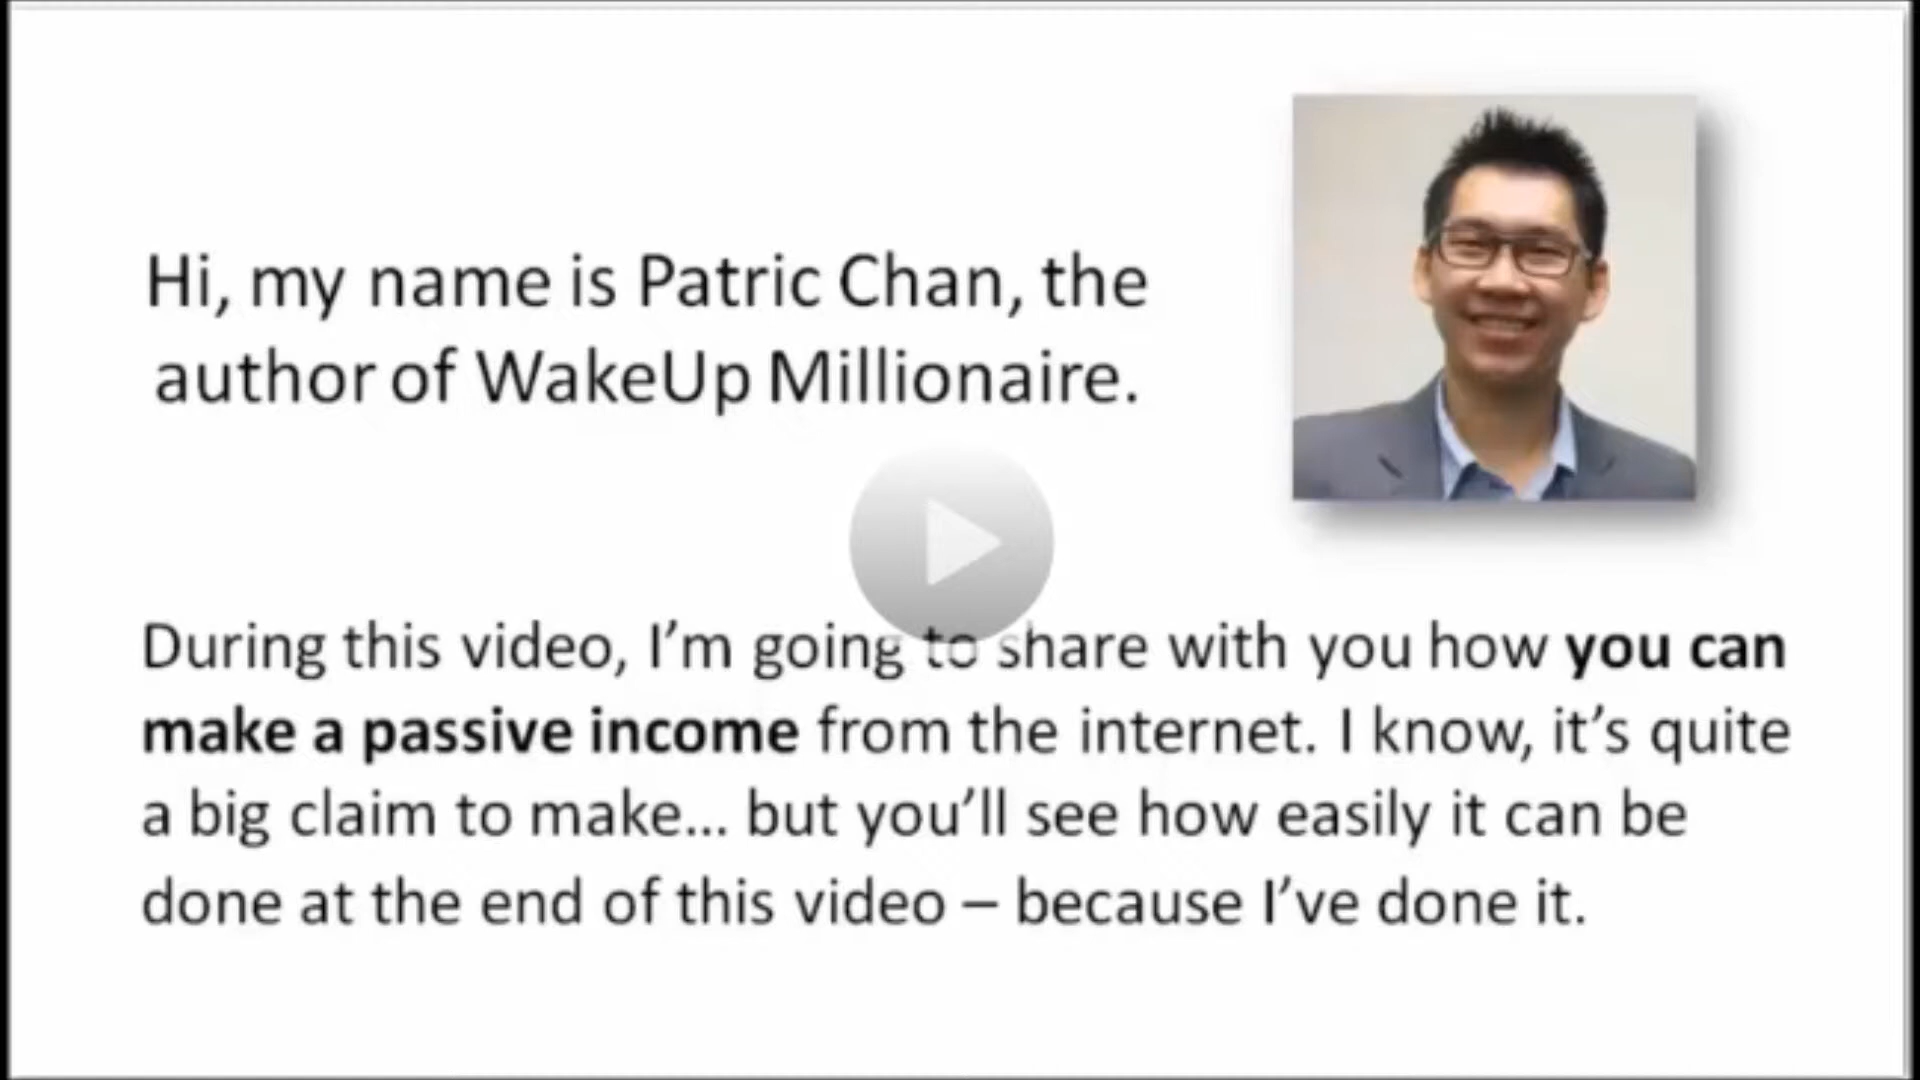 Hi, my name is Patric Chan, the
author of WakeUp Millionaire.
During this video, I’m going to share with you how you can
make a passive income from the internet. I know, it’s quite
a big claim to make... but you’ll see how easily it can be
done at the end of this video – because I’ve done it.